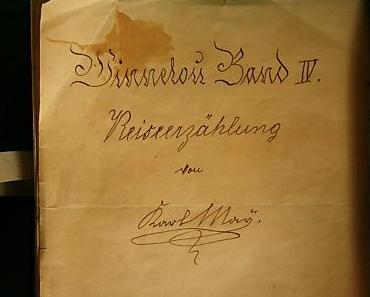 Winnetou Band IV.
Reiseerzählung
von
Karl May.